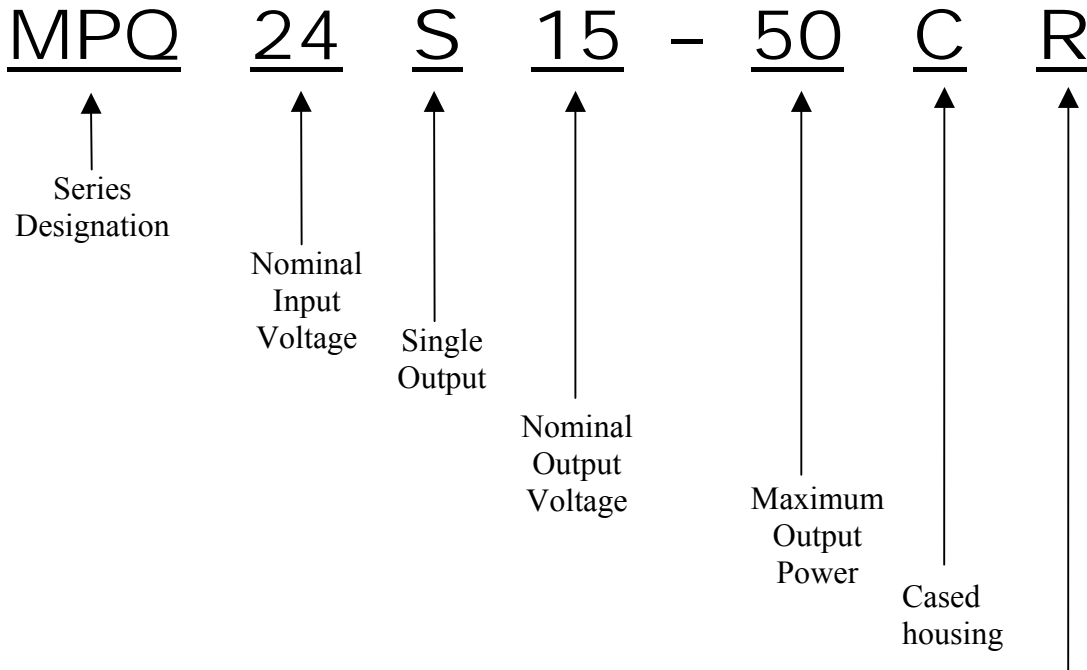 MPQ 24 S 15 – 50 C R
Series
Designation
Nominal
Input
Voltage
Single
Output
Nominal
Output
Voltage
Maximum
Output
Power
Cased
housing